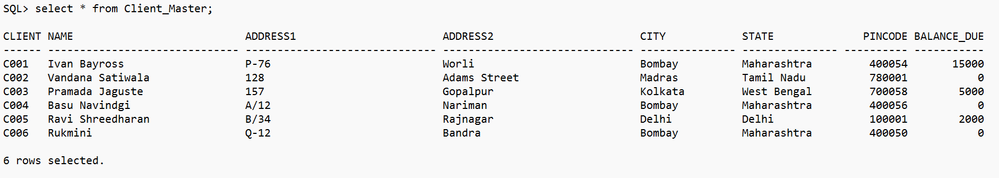 SQL> select * from Client_Master;
CLIENT NAME                           ADDRESS1                       ADDRESS2                       CITY            STATE              PINCODE BALANCE_DUE
------ ------------------------------ ------------------------------ ------------------------------ --------------- --------------- ---------- -----------
C001   Ivan Bayross                   P-76                           Worli                          Bombay          Maharashtra         400054       15000
C002   Vandana Satiwala               128                            Adams Street                   Madras          Tamil Nadu          780001           0
C003   Pramada Jaguste                157                            Gopalpur                       Kolkata         West Bengal         700058        5000
C004   Basu Navindgi                  A/12                           Nariman                        Bombay          Maharashtra         400056           0
C005   Ravi Shreedharan               B/34                           Rajnagar                       Delhi           Delhi               100001        2000
C006   Rukmini                        Q-12                           Bandra                         Bombay          Maharashtra         400050           0
6 rows selected.